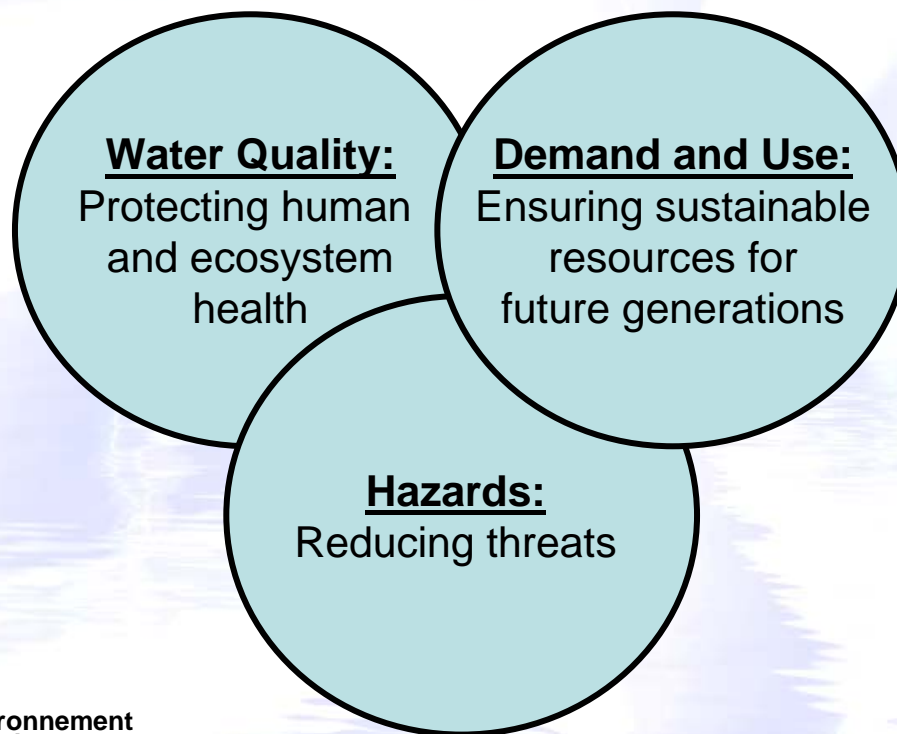 Water Quality:
Protecting human
and ecosystem
health
Demand and Use:
Ensuring sustainable
resources for
future generations
Hazards:
Reducing threats
ronnement